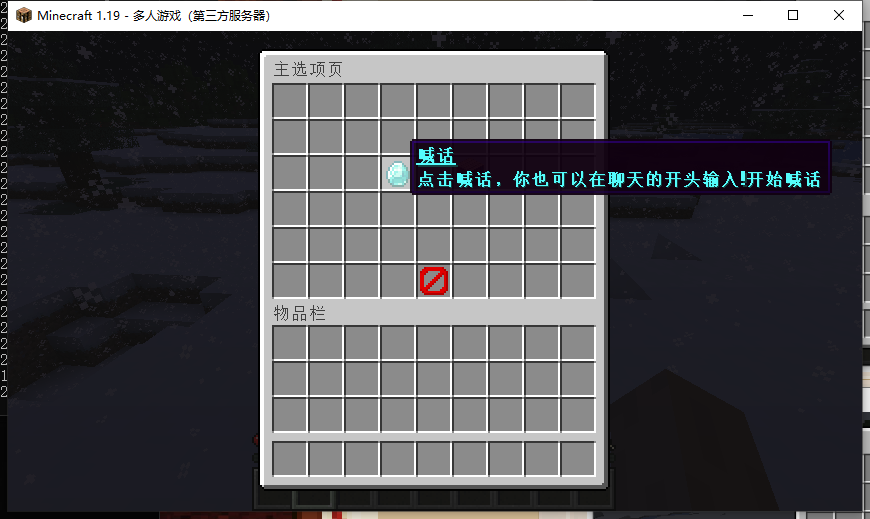 Minecraft 1.19 - 多人游戏（第三方服务器）
主选项页
喊话
点击喊话，你也可以在聊天的开头输入!开始喊话
物品栏